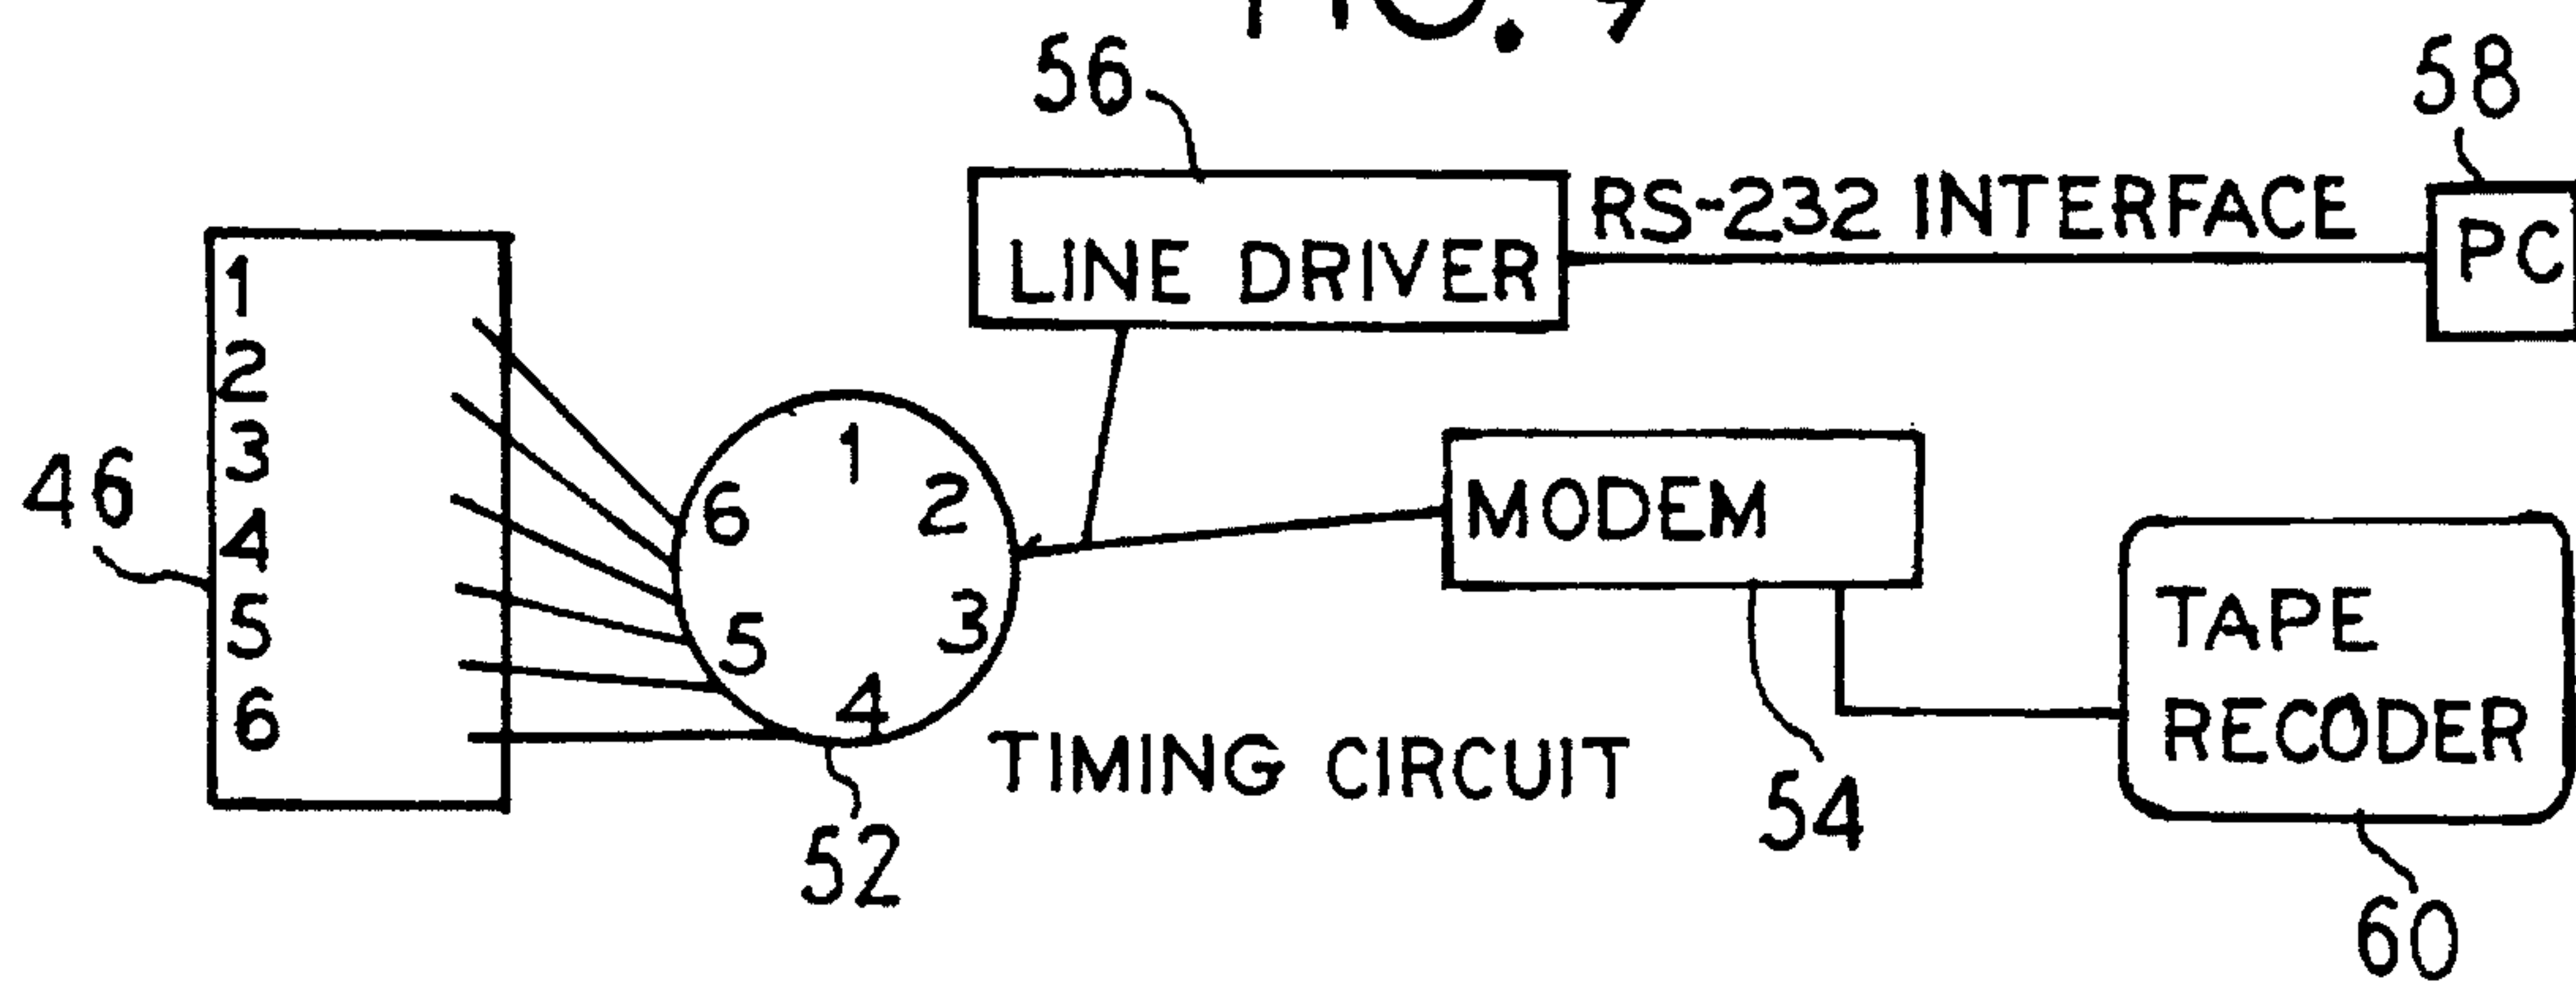 56
58
RS-232 INTERFACE
LINE DRIVER
PC
1
2
3
4
5
6
46
1
2
3
4
5
6
MODEM
TAPE
RECODER
TIMING CIRCUIT
54
52
60